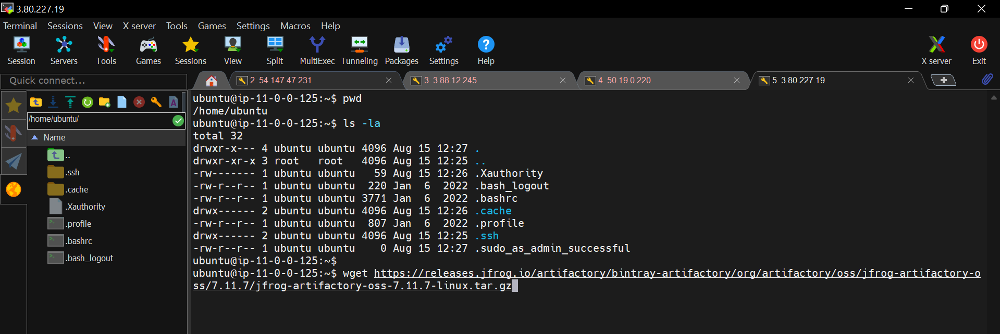 3.80.227.19
Terminal Sessions View X server Tools Games Settings Macros Help
Session Servers Tools Games Sessions View Split MultiExec Tunneling Packages Settings Help X server Exit
Quick connect... 2. 54.147.47.231 3. 3.88.12.245 4. 50.19.0.220 5. 3.80.227.19
/home/ubuntu/
Name
..
.ssh
.cache
.Xauthority
.profile
.bashrc
.bash_logout
ubuntu@ip-11-0-0-125:~$ pwd
/home/ubuntu
ubuntu@ip-11-0-0-125:~$ ls -la
total 32
drwxr-x--- 4 ubuntu ubuntu 4096 Aug 15 12:27 .
drwxr-xr-x 3 root   root   4096 Aug 15 12:25 ..
-rw------- 1 ubuntu ubuntu   59 Aug 15 12:26 .Xauthority
-rw-r--r-- 1 ubuntu ubuntu  220 Jan  6  2022 .bash_logout
-rw-r--r-- 1 ubuntu ubuntu 3771 Jan  6  2022 .bashrc
drwx------ 2 ubuntu ubuntu 4096 Aug 15 12:26 .cache
-rw-r--r-- 1 ubuntu ubuntu  807 Jan  6  2022 .profile
drwx------ 2 ubuntu ubuntu 4096 Aug 15 12:25 .ssh
-rw-r--r-- 1 ubuntu ubuntu    0 Aug 15 12:27 .sudo_as_admin_successful
ubuntu@ip-11-0-0-125:~$
ubuntu@ip-11-0-0-125:~$ wget https://releases.jfrog.io/artifactory/bintray-artifactory/org/artifactory/oss/jfrog-artifactory-o
ss/7.11.7/jfrog-artifactory-oss-7.11.7-linux.tar.gz